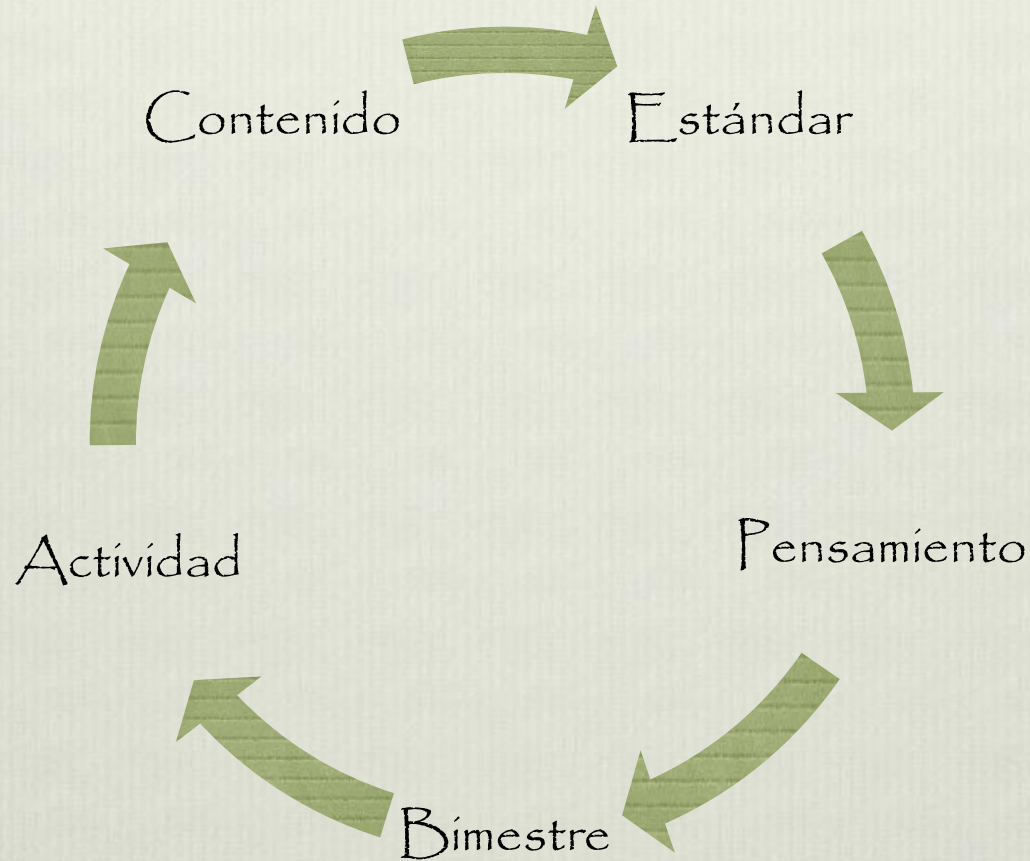 Contenido
Estándar
Pensamiento
Actividad
Bimestre